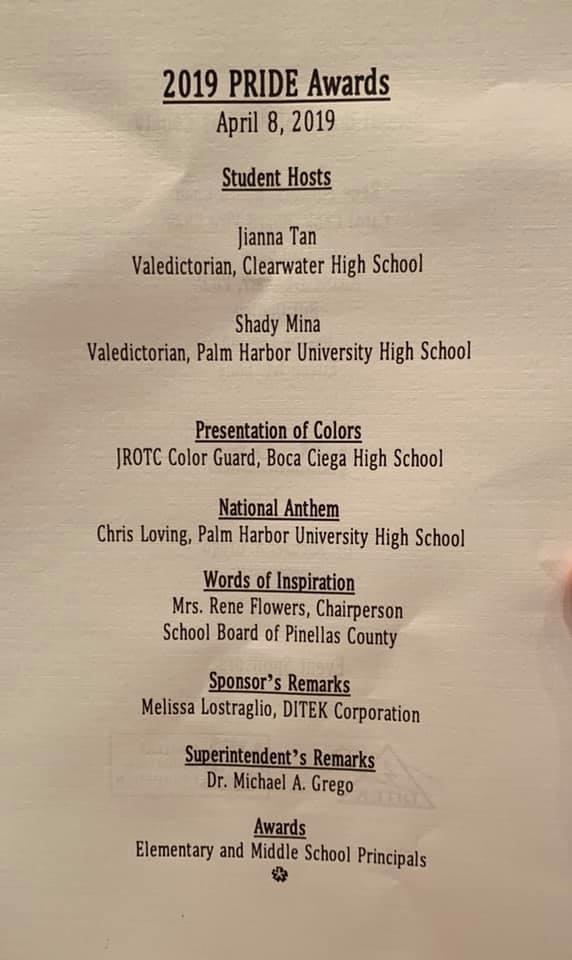 2019 PRIDE Awards
April 8, 2019
Student Hosts
Jianna Tan
Valedictorian, Clearwater High School
Shady Mina
Valedictorian, Palm Harbor University High School
Presentation of Colors
JROTC Color Guard, Boca Ciega High School
National Anthem
Chris Loving, Palm Harbor University High School
Words of Inspiration
Mrs. Rene Flowers, Chairperson
School Board of Pinellas County
Sponsor's Remarks
Melissa Lostraglio, DITEK Corporation
Superintendent's Remarks
Dr. Michael A. Grego
Awards
Elementary and Middle School Principals